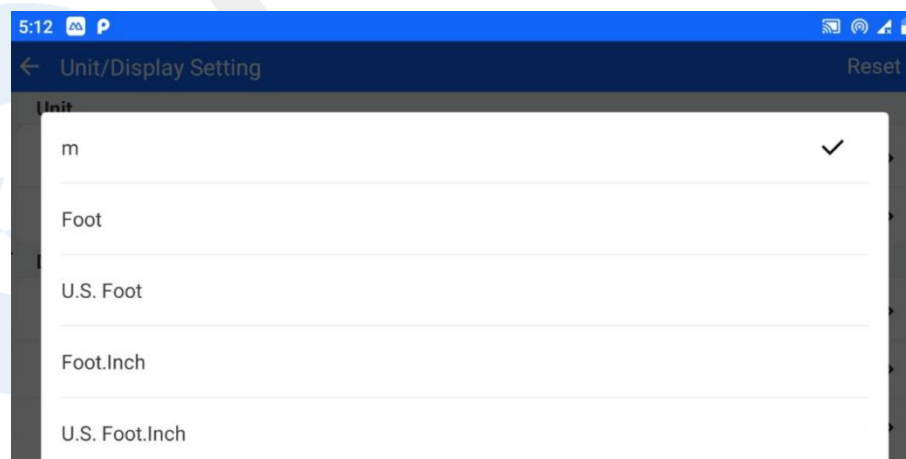 5:12
Unit/Display Setting Reset
Unit
m
Foot
U.S. Foot
Foot.Inch
U.S. Foot.Inch